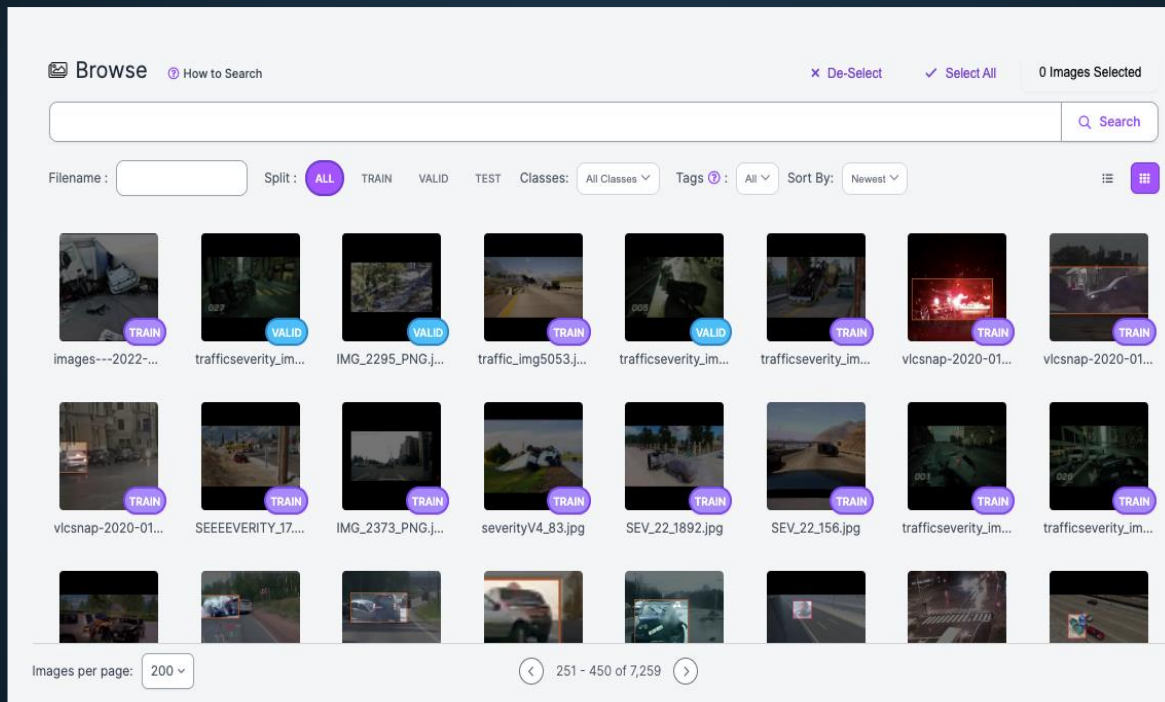 Browse
How to Search
De-Select
Select All
0 Images Selected
Search
Filename :
Split :
ALL
TRAIN
VALID
TEST
Classes:
All Classes
Tags ? :
All
Sort By:
Newest
TRAIN
VALID
VALID
TRAIN
VALID
TRAIN
TRAIN
TRAIN
027
005
images---2022-...
trafficseverity_im...
IMG_2295_PNG.j...
traffic_img5053.j...
trafficseverity_im...
trafficseverity_im...
vlcsnap-2020-01...
vlcsnap-2020-01...
TRAIN
TRAIN
TRAIN
TRAIN
TRAIN
TRAIN
TRAIN
TRAIN
001
026
vlcsnap-2020-01...
SEEEEVERITY_17....
IMG_2373_PNG.j...
severityV4_83.jpg
SEV_22_1892.jpg
SEV_22_156.jpg
trafficseverity_im...
trafficseverity_im...
Images per page:
200
251 - 450 of 7,259